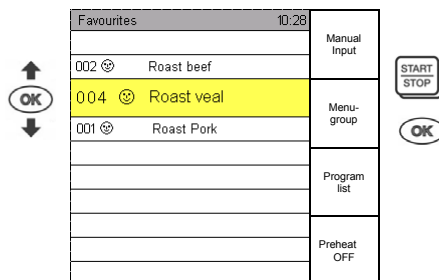 Favourites 10:28
Manual
Input
002 Roast beef
START
STOP
OK
004 Roast veal
Menu-
group
001 Roast Pork
OK
Program
list
Preheat
OFF